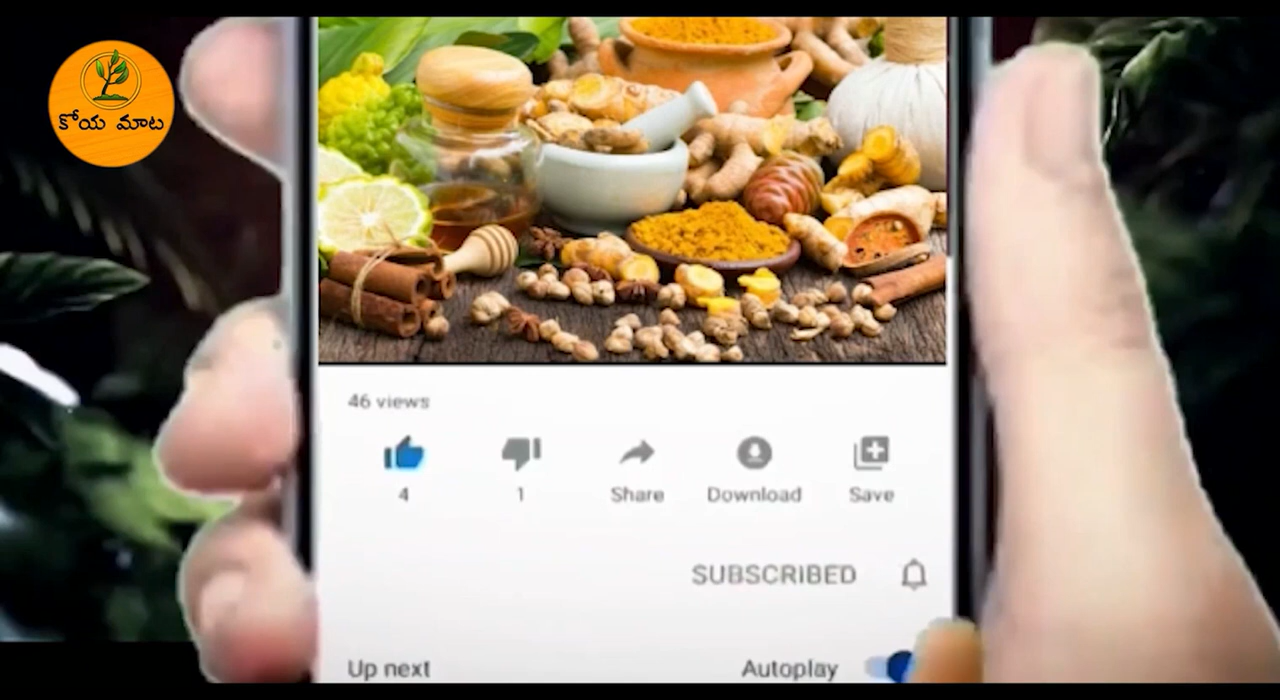 కోయ మాట
46 views
4
1
Share
Download
Save
SUBSCRIBED
Up next
Autoplay